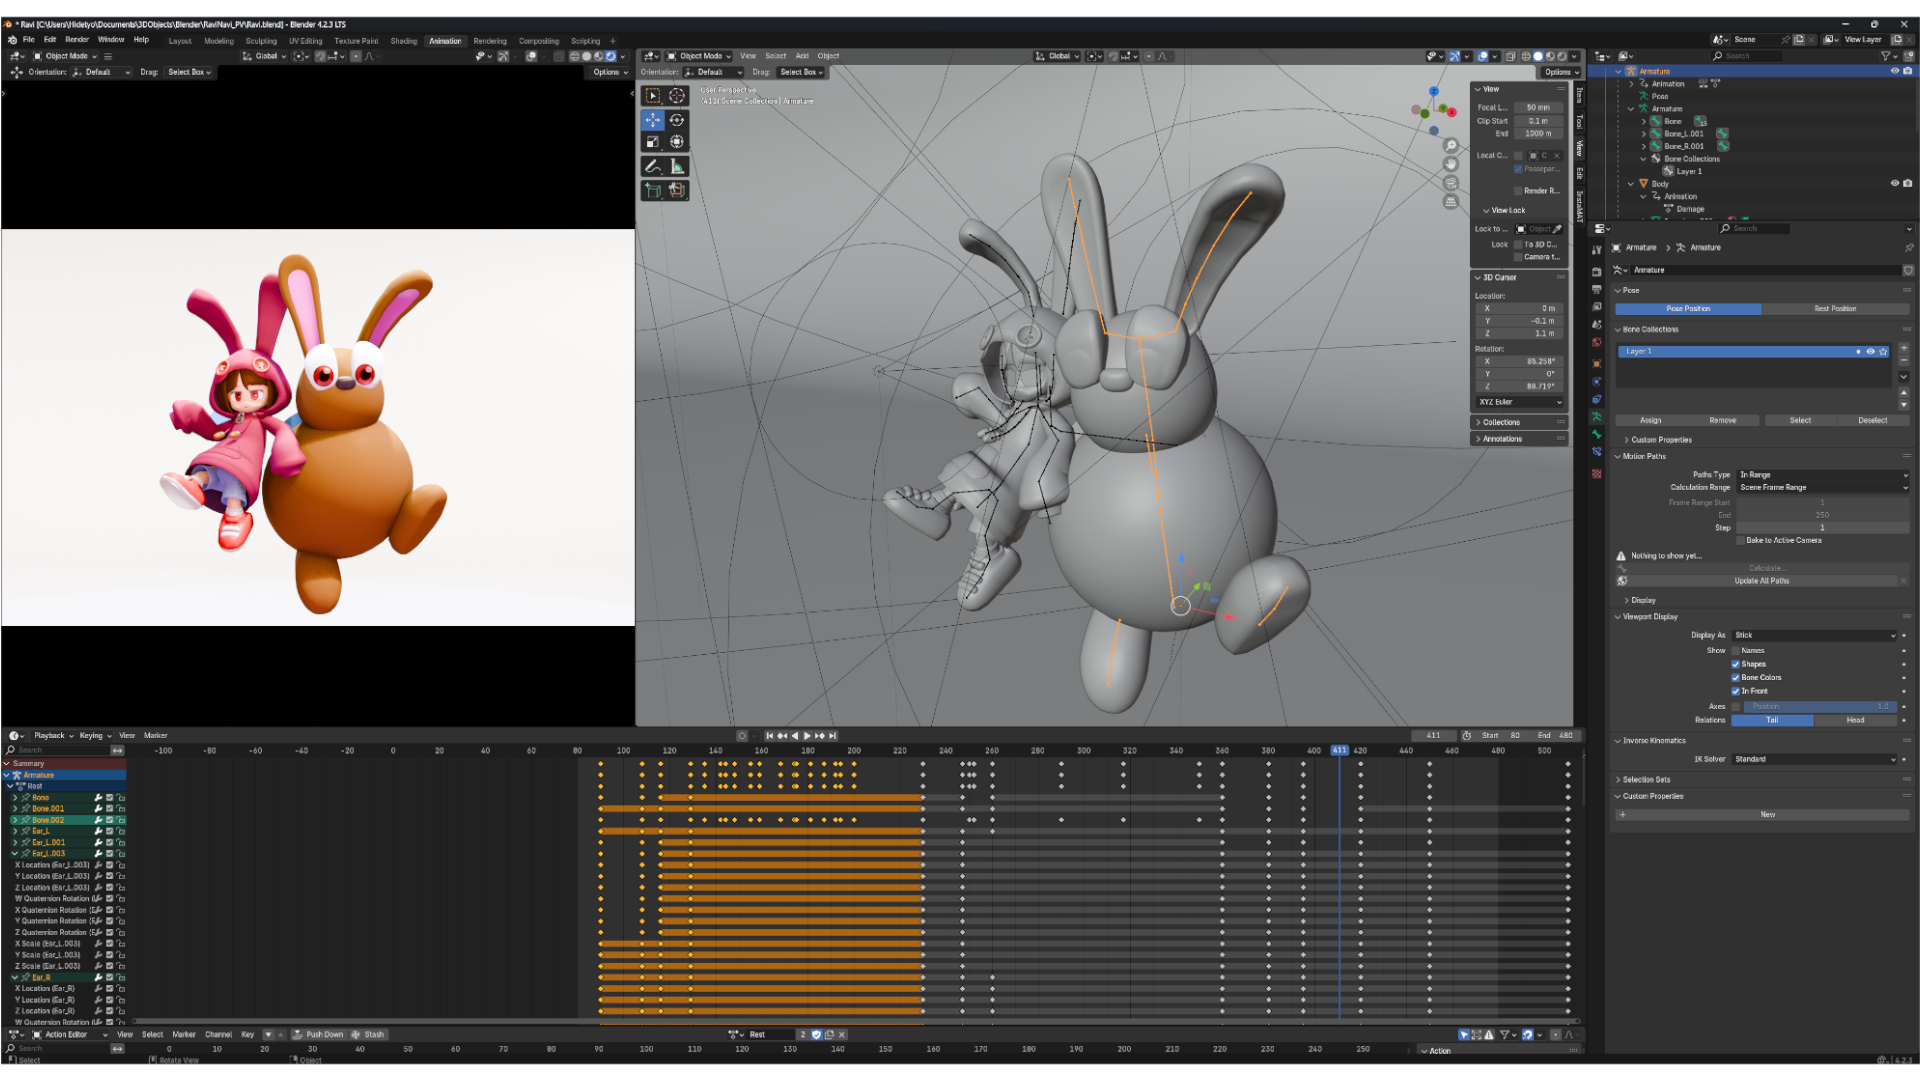 * Ravi [C:\Users\Hidetyo\Documents\3DObjects\Blender\RaviNavi_PV\Ravi.blend] - Blender 4.2.3 LTS
File Edit Render Window Help Layout Modeling Sculpting UV Editing Texture Paint Shading Animation Rendering Compositing Scripting +
Scene View Layer
Object Mode Global
Object Mode View Select Add Object Global
Search
Orientation: Default Drag: Select Box Options
Orientation: Default Drag: Select Box Options
User Perspective
(411) Scene Collection | Armature
View
Focal L... 50 mm
Clip Start 0.1 m
End 1000 m
Local C...
Passepar...
Render R...
View Lock
Lock to ... Object
Lock To 3D C...
Camera t...
3D Cursor
Location:
X 0 m
Y -0.1 m
Z 1.1 m
Rotation:
X 85.258°
Y 0°
Z 88.719°
XYZ Euler
Collections
Annotations
Item
Tool
View
Edit
InstaMAT
Armature
Animation
Pose
Armature
Bone
Bone_L.001
Bone_R.001
Bone Collections
Layer 1
Body
Animation
Damage
Search
Armature > Armature
Armature
Pose
Pose Position Rest Position
Bone Collections
Layer 1
Assign Remove Select Deselect
Custom Properties
Motion Paths
Paths Type In Range
Calculation Range Scene Frame Range
Frame Range Start 1
End 250
Step 1
Bake to Active Camera
Nothing to show yet...
Calculate...
Update All Paths
Display
Viewport Display
Display As Stick
Show Names
Shapes
Bone Colors
In Front
Axes Position 1.0
Relations Tail Head
Inverse Kinematics
IK Solver Standard
Selection Sets
Custom Properties
New
Playback Keying View Marker
411 Start 80 End 480
Search
-100 -80 -60 -40 -20 0 20 40 60 80 100 120 140 160 180 200 220 240 260 280 300 320 340 360 380 400 411 420 440 460 480 500
Summary
Armature
Rest
Bone
Bone.001
Bone.002
Ear_L
Ear_L.001
Ear_L.003
X Location (Ear_L.003)
Y Location (Ear_L.003)
Z Location (Ear_L.003)
W Quaternion Rotation (
X Quaternion Rotation (E
Y Quaternion Rotation (E
Z Quaternion Rotation (E
X Scale (Ear_L.003)
Y Scale (Ear_L.003)
Z Scale (Ear_L.003)
Ear_R
X Location (Ear_R)
Y Location (Ear_R)
Z Location (Ear_R)
W Quaternion Rotation (
Action Editor View Select Marker Channel Key Push Down Stash Rest 2
Search
0 10 20 30 40 50 60 70 80 90 100 110 120 130 140 150 160 170 180 190 200 210 220 230 240 250
Action
Select Rotate View Object 4.2.3